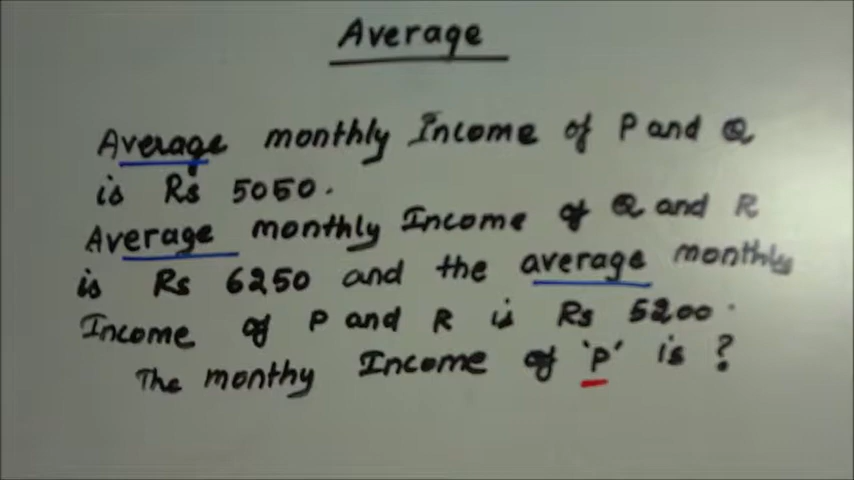 Average
Average monthly Income of P and Q
is Rs 5050.
Average monthly Income of Q and R
is Rs 6250 and the average monthly
Income of P and R is Rs 5200.
The monthy Income of 'P' is ?